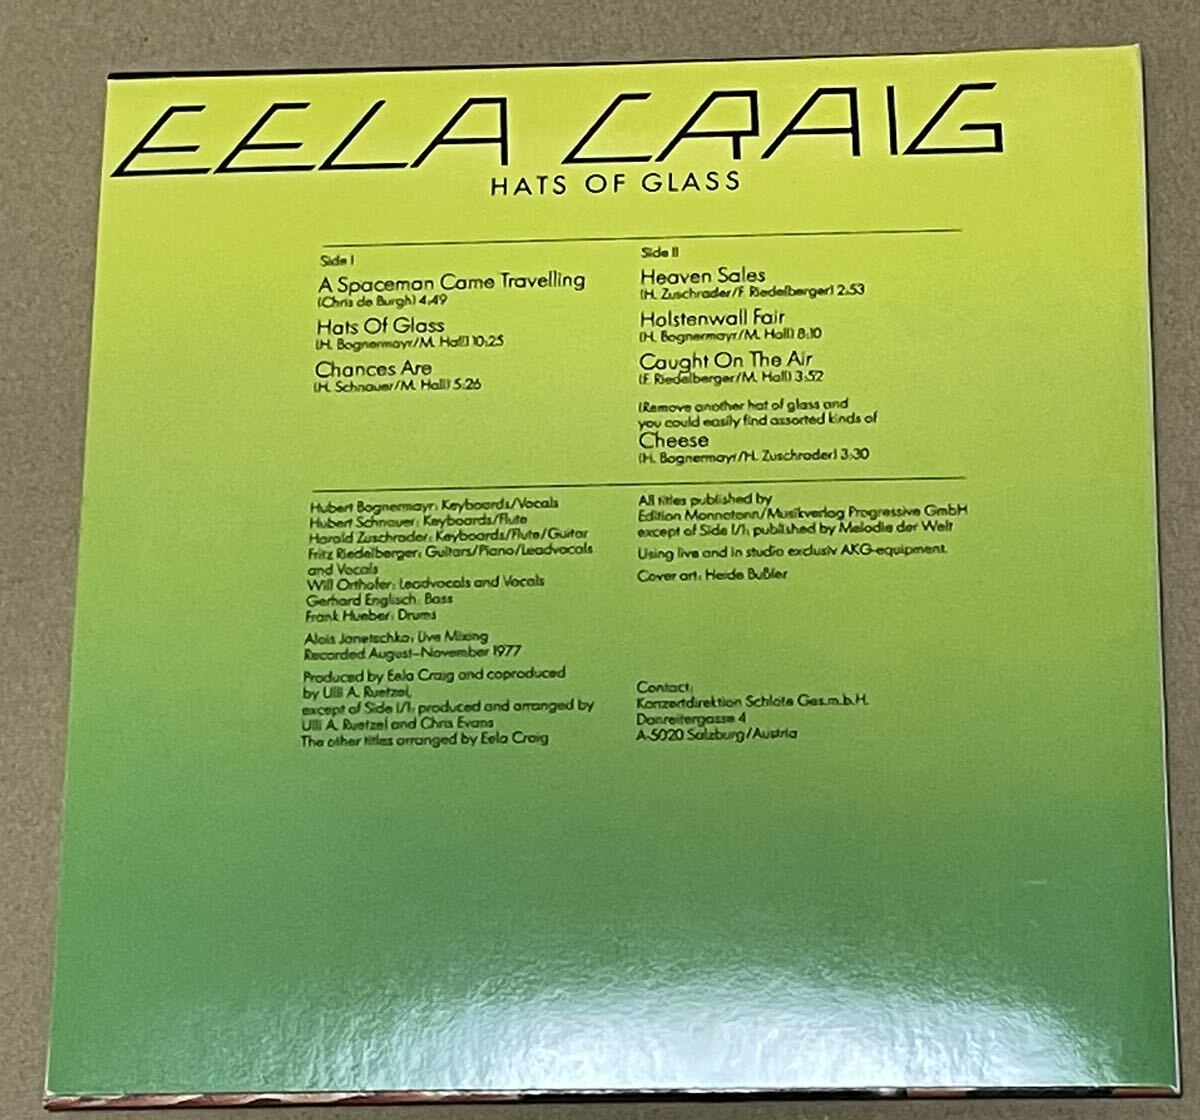 EELA CRAIG
HATS OF GLASS
Side I
A Spaceman Came Travelling
(Chris de Burgh) 4:49
Hats Of Glass
(H. Bognermayr/M. Hall) 10:25
Chances Are
(H. Schnauer/M. Hall) 5:26
Side II
Heaven Sales
(H. Zuschrader/F. Riedelberger) 2:53
Holstenwall Fair
(H. Bognermayr/M. Hall) 8:10
Caught On The Air
(F. Riedelberger/M. Hall) 3:52
(Remove another hat of glass and
you could easily find assorted kinds of
Cheese
(H. Bognermayr/H. Zuschrader) 3:30
Hubert Bognermayr: Keyboards/Vocals
Hubert Schnauer: Keyboards/Flute
Harald Zuschrader: Keyboards/Flute/Guitar
Fritz Riedelberger: Guitars/Piano/Leadvocals
and Vocals
Will Orthofer: Leadvocals and Vocals
Gerhard Englisch: Bass
Frank Hueber: Drums
Alois Janetschko: Live Mixing
Recorded August–November 1977
Produced by Eela Craig and coproduced
by Ulli A. Ruetzel,
except of Side I/1: produced and arranged by
Ulli A. Ruetzel and Chris Evans
The other titles arranged by Eela Craig
All titles published by
Edition Monnatonn/Musikverlag Progressive GmbH
except of Side I/1: published by Melodie der Welt
Using live and in studio exclusiv AKG-equipment.
Cover art: Heide Bußler
Contact:
Konzertdirektion Schlote Ges.m.b.H.
Danreitergasse 4
A-5020 Salzburg/Austria